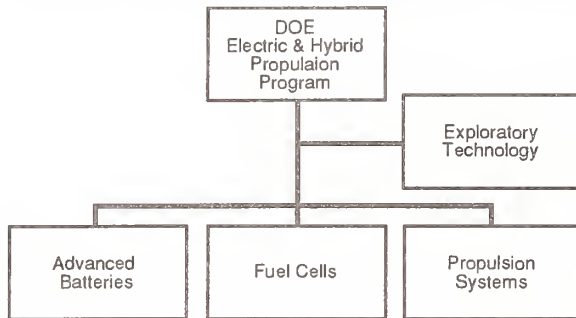 DOE
Electric & Hybrid
Propulaion
Program
Exploratory
Technology
Advanced
Batteries
Fuel Cells
Propulsion
Systems